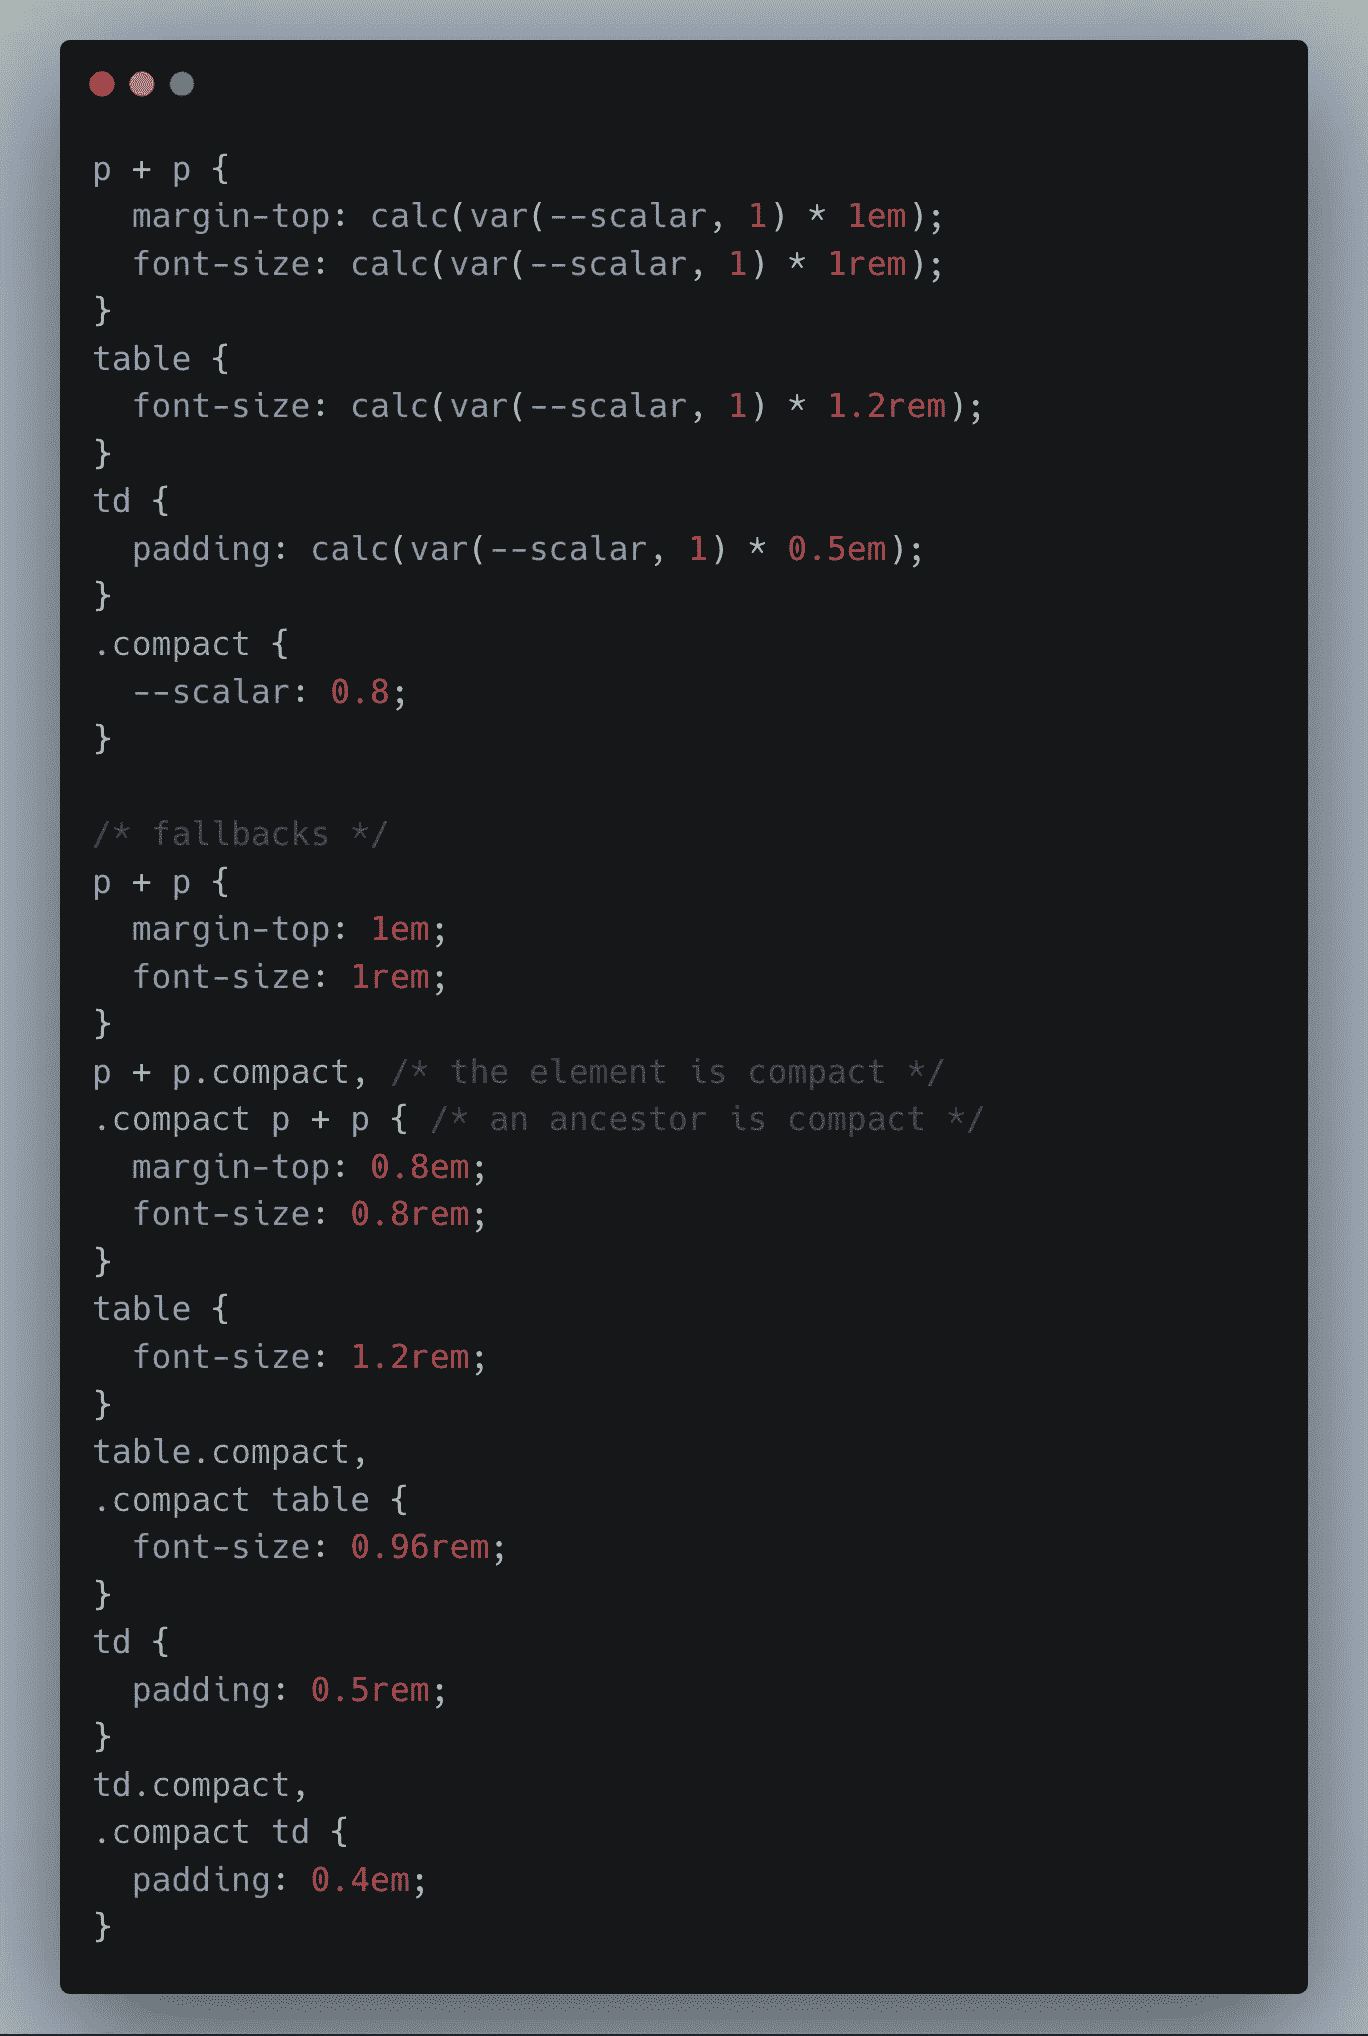 p + p {
  margin-top: calc(var(--scalar, 1) * 1em);
  font-size: calc(var(--scalar, 1) * 1rem);
}
table {
  font-size: calc(var(--scalar, 1) * 1.2rem);
}
td {
  padding: calc(var(--scalar, 1) * 0.5em);
}
.compact {
  --scalar: 0.8;
}

/* fallbacks */
p + p {
  margin-top: 1em;
  font-size: 1rem;
}
p + p.compact, /* the element is compact */
.compact p + p { /* an ancestor is compact */
  margin-top: 0.8em;
  font-size: 0.8rem;
}
table {
  font-size: 1.2rem;
}
table.compact,
.compact table {
  font-size: 0.96rem;
}
td {
  padding: 0.5rem;
}
td.compact,
.compact td {
  padding: 0.4em;
}